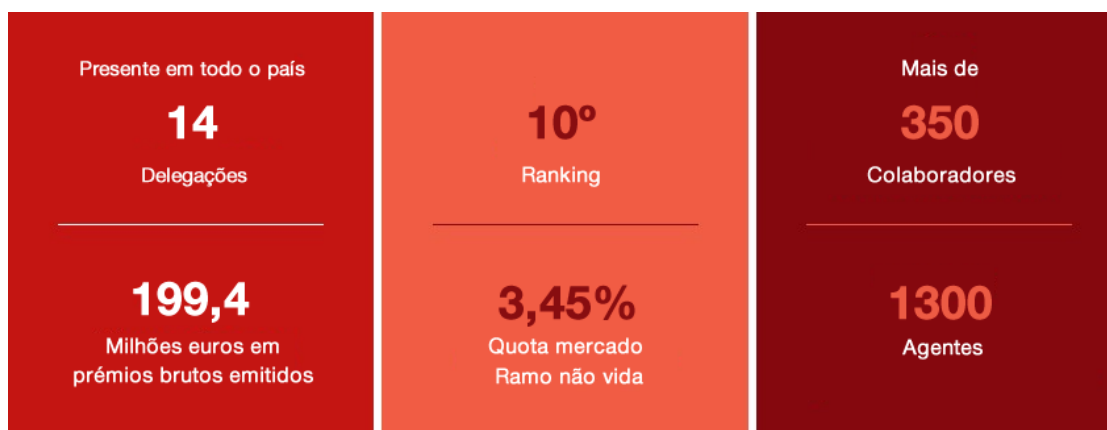 Presente em todo o país
14
Delegações
199,4
Milhões euros em
prémios brutos emitidos
10º
Ranking
3,45%
Quota mercado
Ramo não vida
Mais de
350
Colaboradores
1300
Agentes